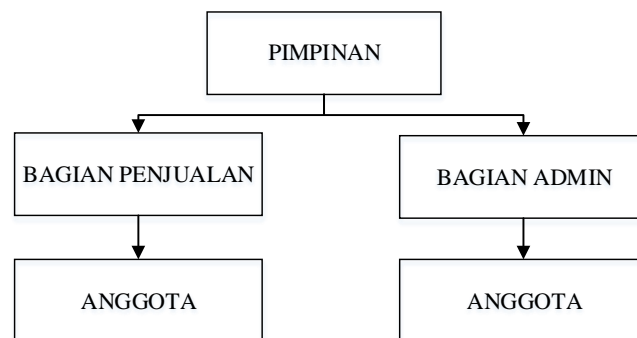 PIMPINAN
BAGIAN PENJUALAN
BAGIAN ADMIN
ANGGOTA
ANGGOTA